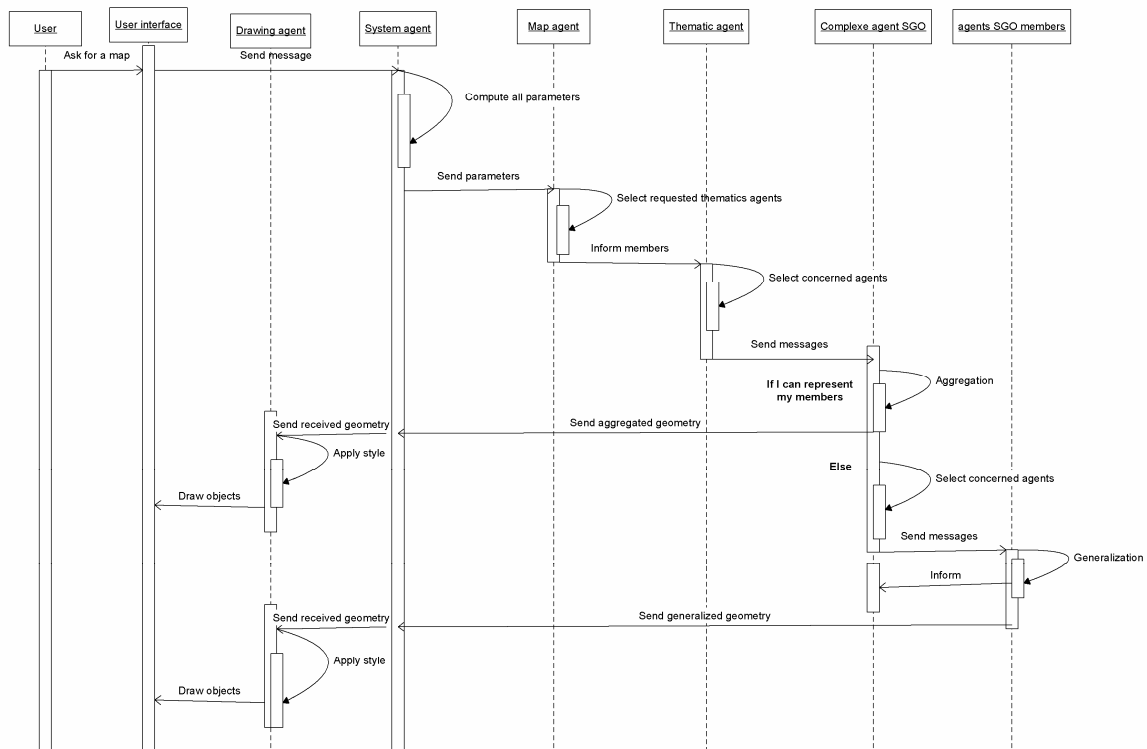 User
User interface
Drawing agent
System agent
Map agent
Thematic agent
Complexe agent SGO
agents SGO members
Ask for a map
Send message
Compute all parameters
Send parameters
Select requested thematics agents
Inform members
Select concerned agents
Send messages
If I can represent
my members
Aggregation
Send received geometry
Send aggregated geometry
Apply style
Else
Select concerned agents
Draw objects
Send messages
Generalization
Inform
Send received geometry
Send generalized geometry
Apply style
Draw objects